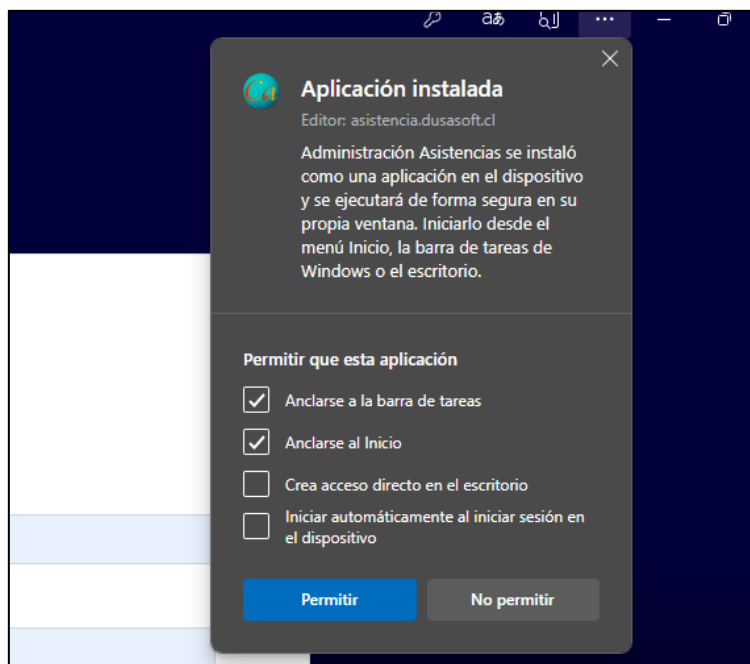 aあ
Ca
Aplicación instalada
Editor: asistencia.dusasoft.cl
Administración Asistencias se instaló
como una aplicación en el dispositivo
y se ejecutará de forma segura en su
propia ventana. Iniciarlo desde el
menú Inicio, la barra de tareas de
Windows o el escritorio.
Permitir que esta aplicación
Anclarse a la barra de tareas
Anclarse al Inicio
Crea acceso directo en el escritorio
Iniciar automáticamente al iniciar sesión en
el dispositivo
Permitir
No permitir